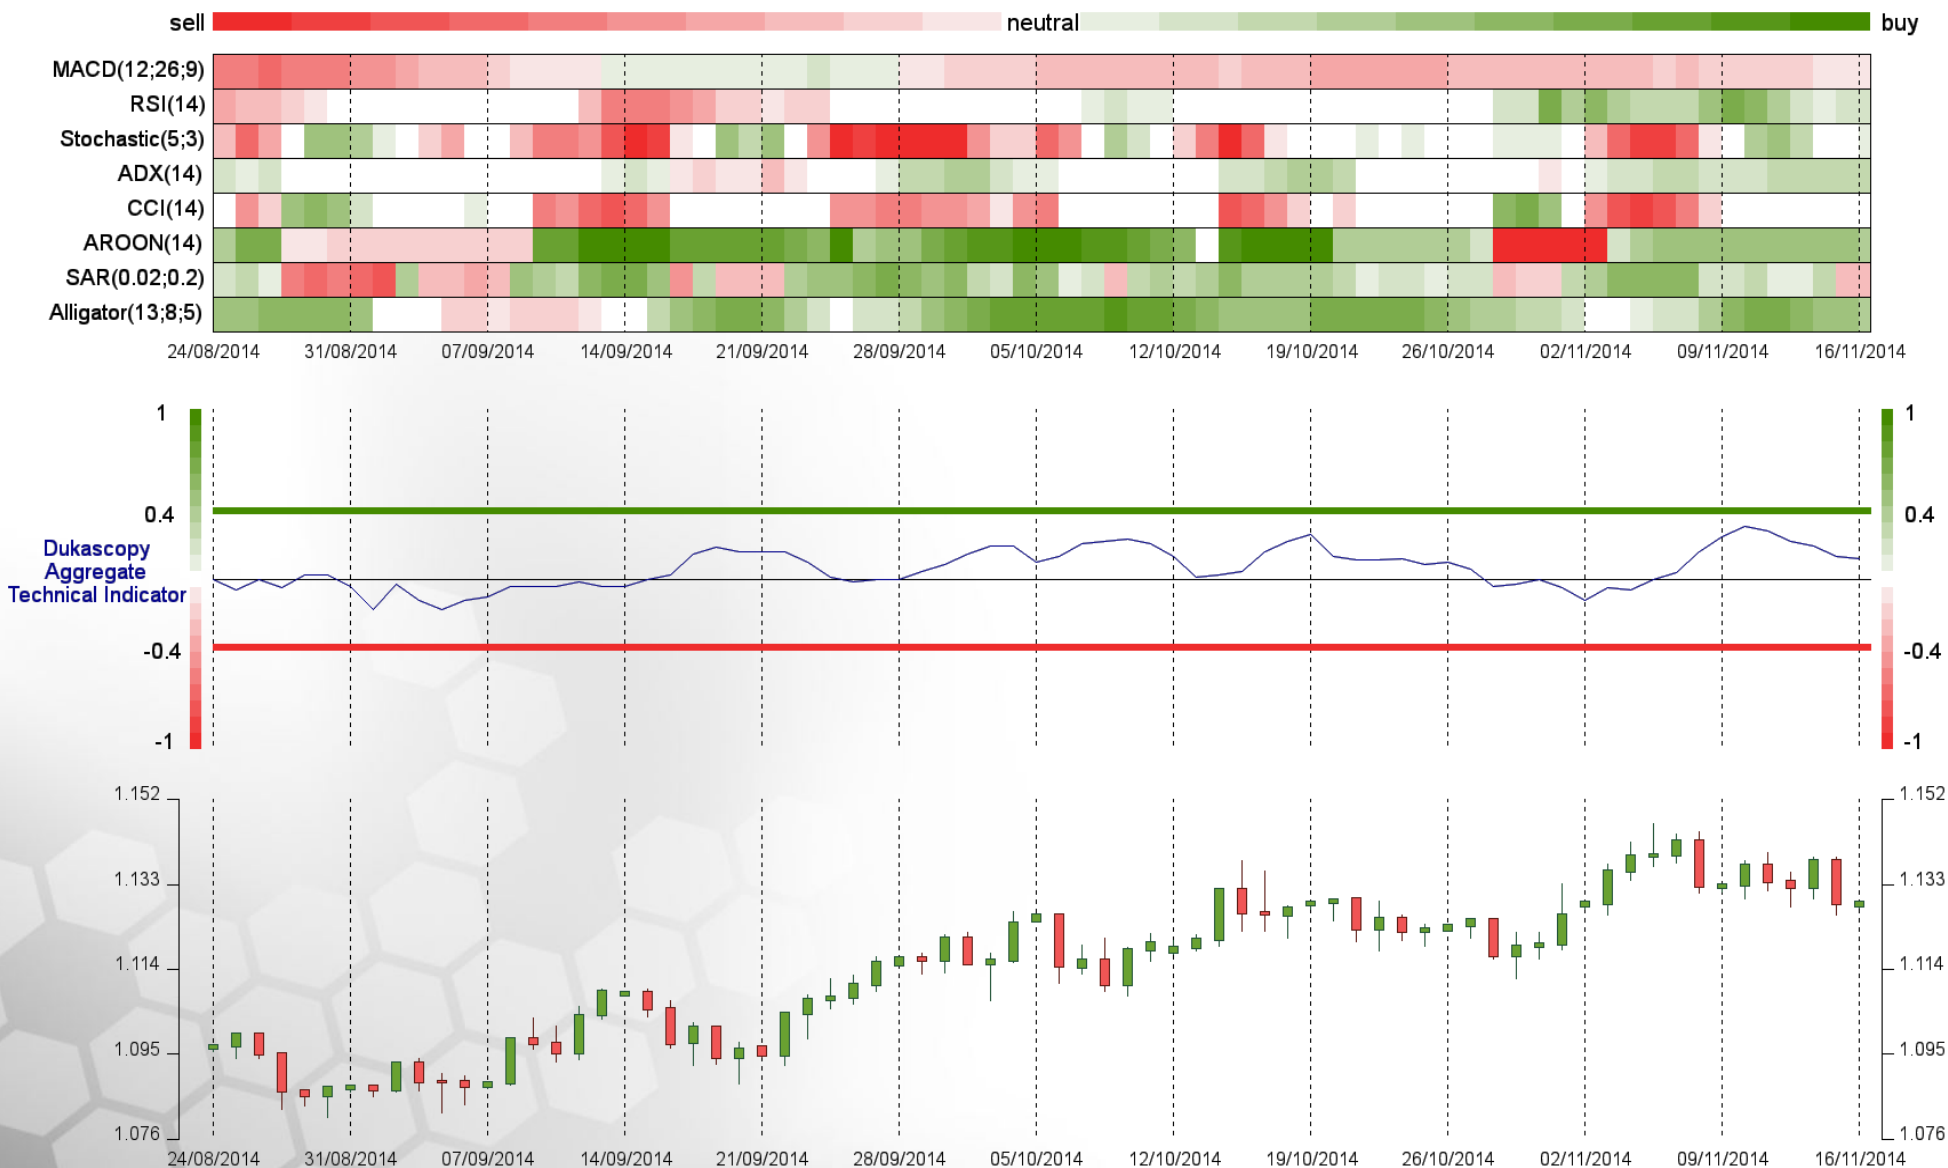 sell neutral buy
MACD(12;26;9)
RSI(14)
Stochastic(5;3)
ADX(14)
CCI(14)
AROON(14)
SAR(0.02;0.2)
Alligator(13;8;5)
24/08/2014 31/08/2014 07/09/2014 14/09/2014 21/09/2014 28/09/2014 05/10/2014 12/10/2014 19/10/2014 26/10/2014 02/11/2014 09/11/2014 16/11/2014
1 1
0.4 0.4
Dukascopy
Aggregate
Technical Indicator
-0.4 -0.4
-1 -1
1.152 1.152
1.133 1.133
1.114 1.114
1.095 1.095
1.076 1.076
24/08/2014 31/08/2014 07/09/2014 14/09/2014 21/09/2014 28/09/2014 05/10/2014 12/10/2014 19/10/2014 26/10/2014 02/11/2014 09/11/2014 16/11/2014